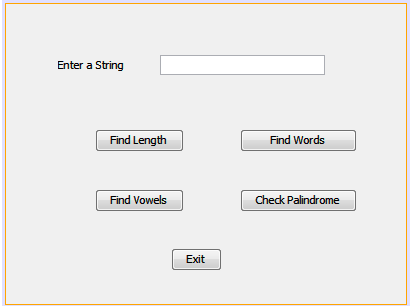 Enter a String
Find Length Find Words
Find Vowels Check Palindrome
Exit